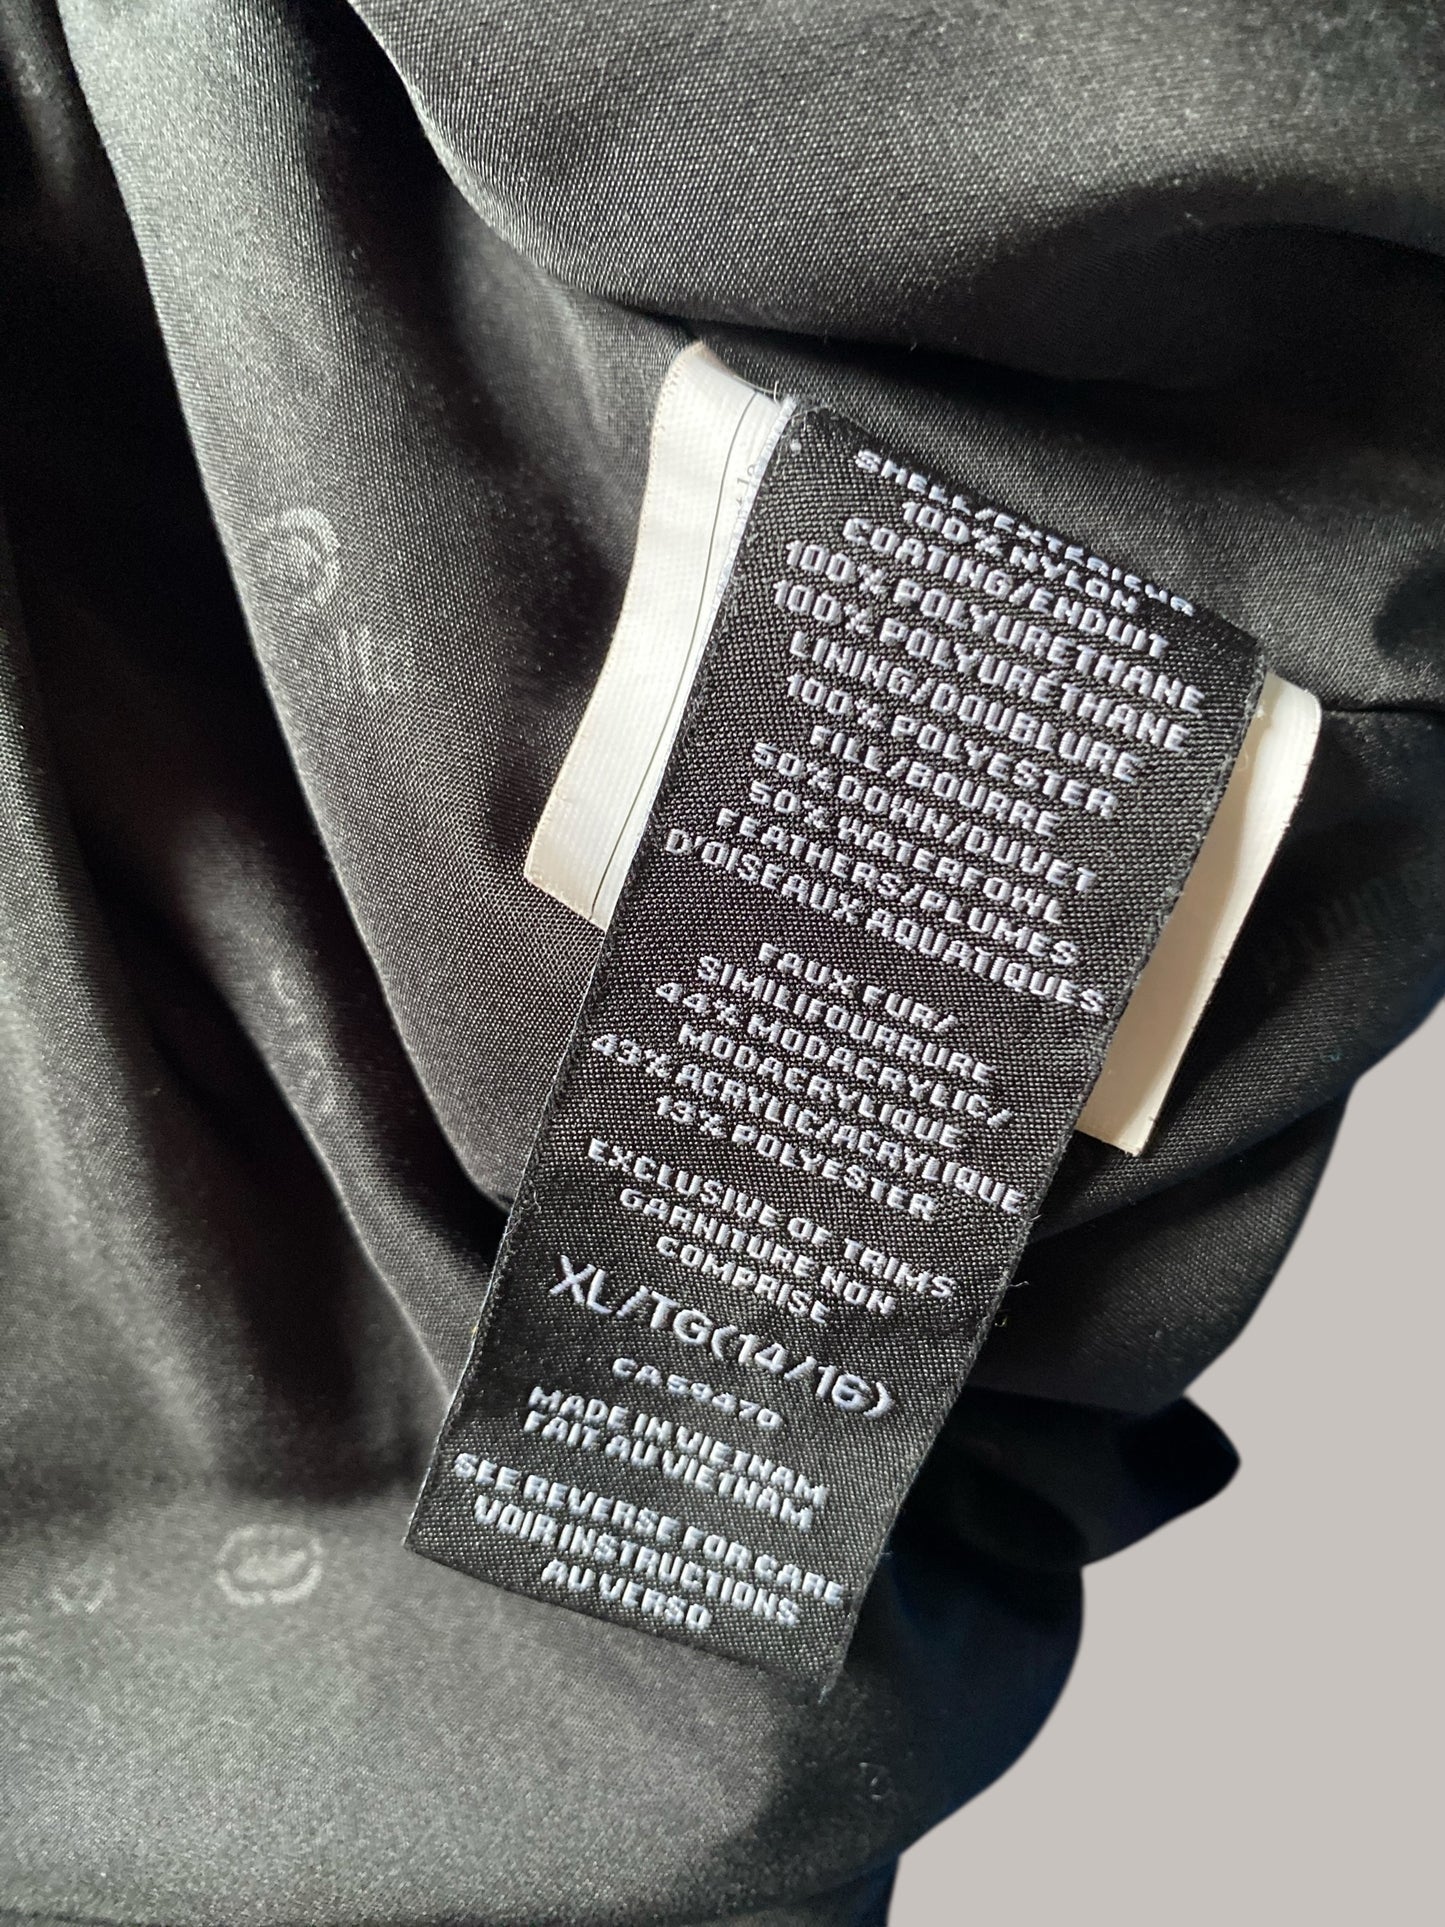 SHELL/EXTÉRIEUR
100% NYLON
COATING/ENDUIT
100% POLYURETHANE
100% POLYURÉTHANE
LINING/DOUBLURE
100% POLYESTER
FILL/BOURRE
50% DOWN/DUVET
50% WATERFOWL
FEATHERS/PLUMES
D'OISEAUX AQUATIQUES
FAUX FUR/
SIMILIFOURRURE
44% MODACRYLIC/
MODACRYLIQUE
43% ACRYLIC/ACRYLIQUE
13% POLYESTER
EXCLUSIVE OF TRIMS
GARNITURE NON
COMPRISE
XL/TG(14/16)
CA59470
MADE IN VIETNAM
FAIT AU VIETNAM
SEE REVERSE FOR CARE
VOIR INSTRUCTIONS
AU VERSO